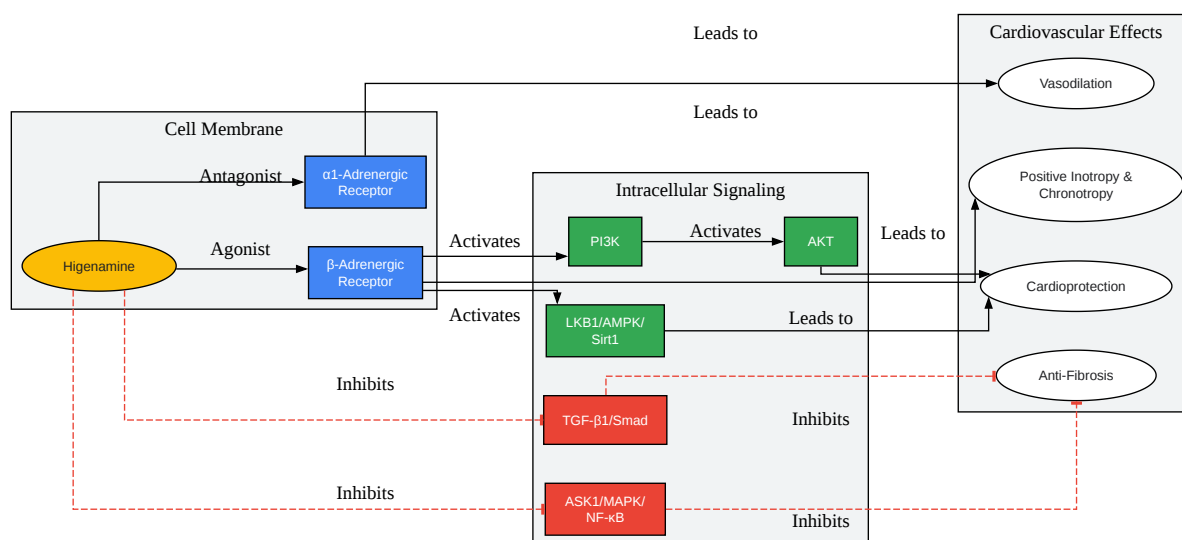 Leads to
Cardiovascular Effects
Vasodilation
Leads to
Cell Membrane
Antagonist
α1-Adrenergic
Receptor
Positive Inotropy &
Chronotropy
Intracellular Signaling
Higenamine
Agonist
β-Adrenergic
Receptor
Activates
PI3K
Activates
AKT
Leads to
Cardioprotection
Activates
LKB1/AMPK/
Sirt1
Leads to
Inhibits
Anti-Fibrosis
TGF-β1/Smad
Inhibits
Inhibits
ASK1/MAPK/
NF-κB
Inhibits